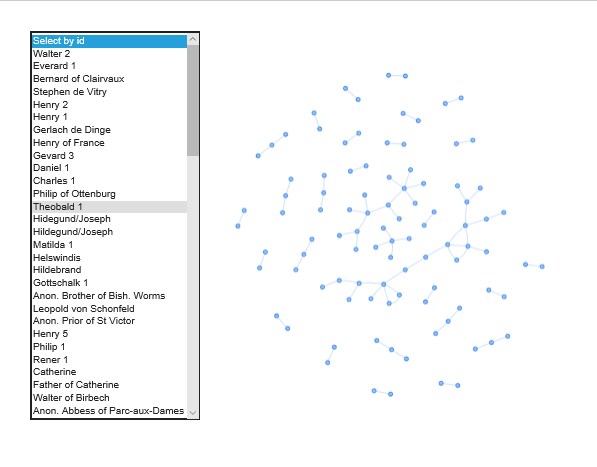 Select by id
Walter 2
Everard 1
Bernard of Clairvaux
Stephen de Vitry
Henry 2
Henry 1
Gerlach de Dinge
Henry of France
Gevard 3
Daniel 1
Charles 1
Philip of Ottenburg
Theobald 1
Hidegund/Joseph
Hildegund/Joseph
Matilda 1
Helswindis
Hildebrand
Gottschalk 1
Anon. Brother of Bish. Worms
Leopold von Schonfeld
Anon. Prior of St Victor
Henry 5
Philip 1
Rener 1
Catherine
Father of Catherine
Walter of Birbech
Anon. Abbess of Parc-aux-Dames